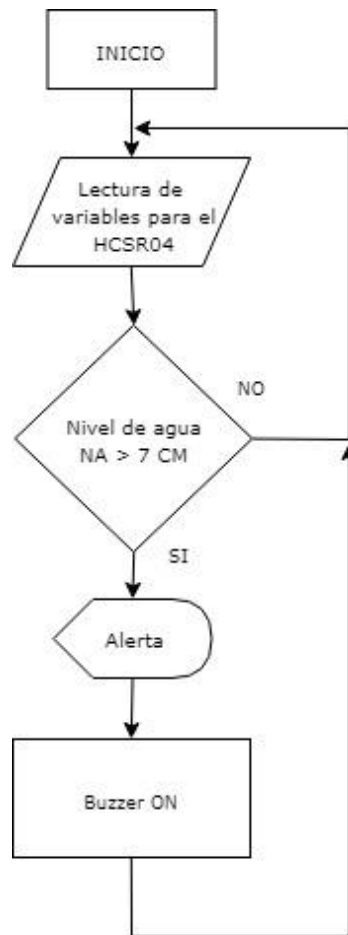 INICIO
Lectura de
variables para el
HCSR04
NO
Nivel de agua
NA > 7 CM
SI
Alerta
Buzzer ON